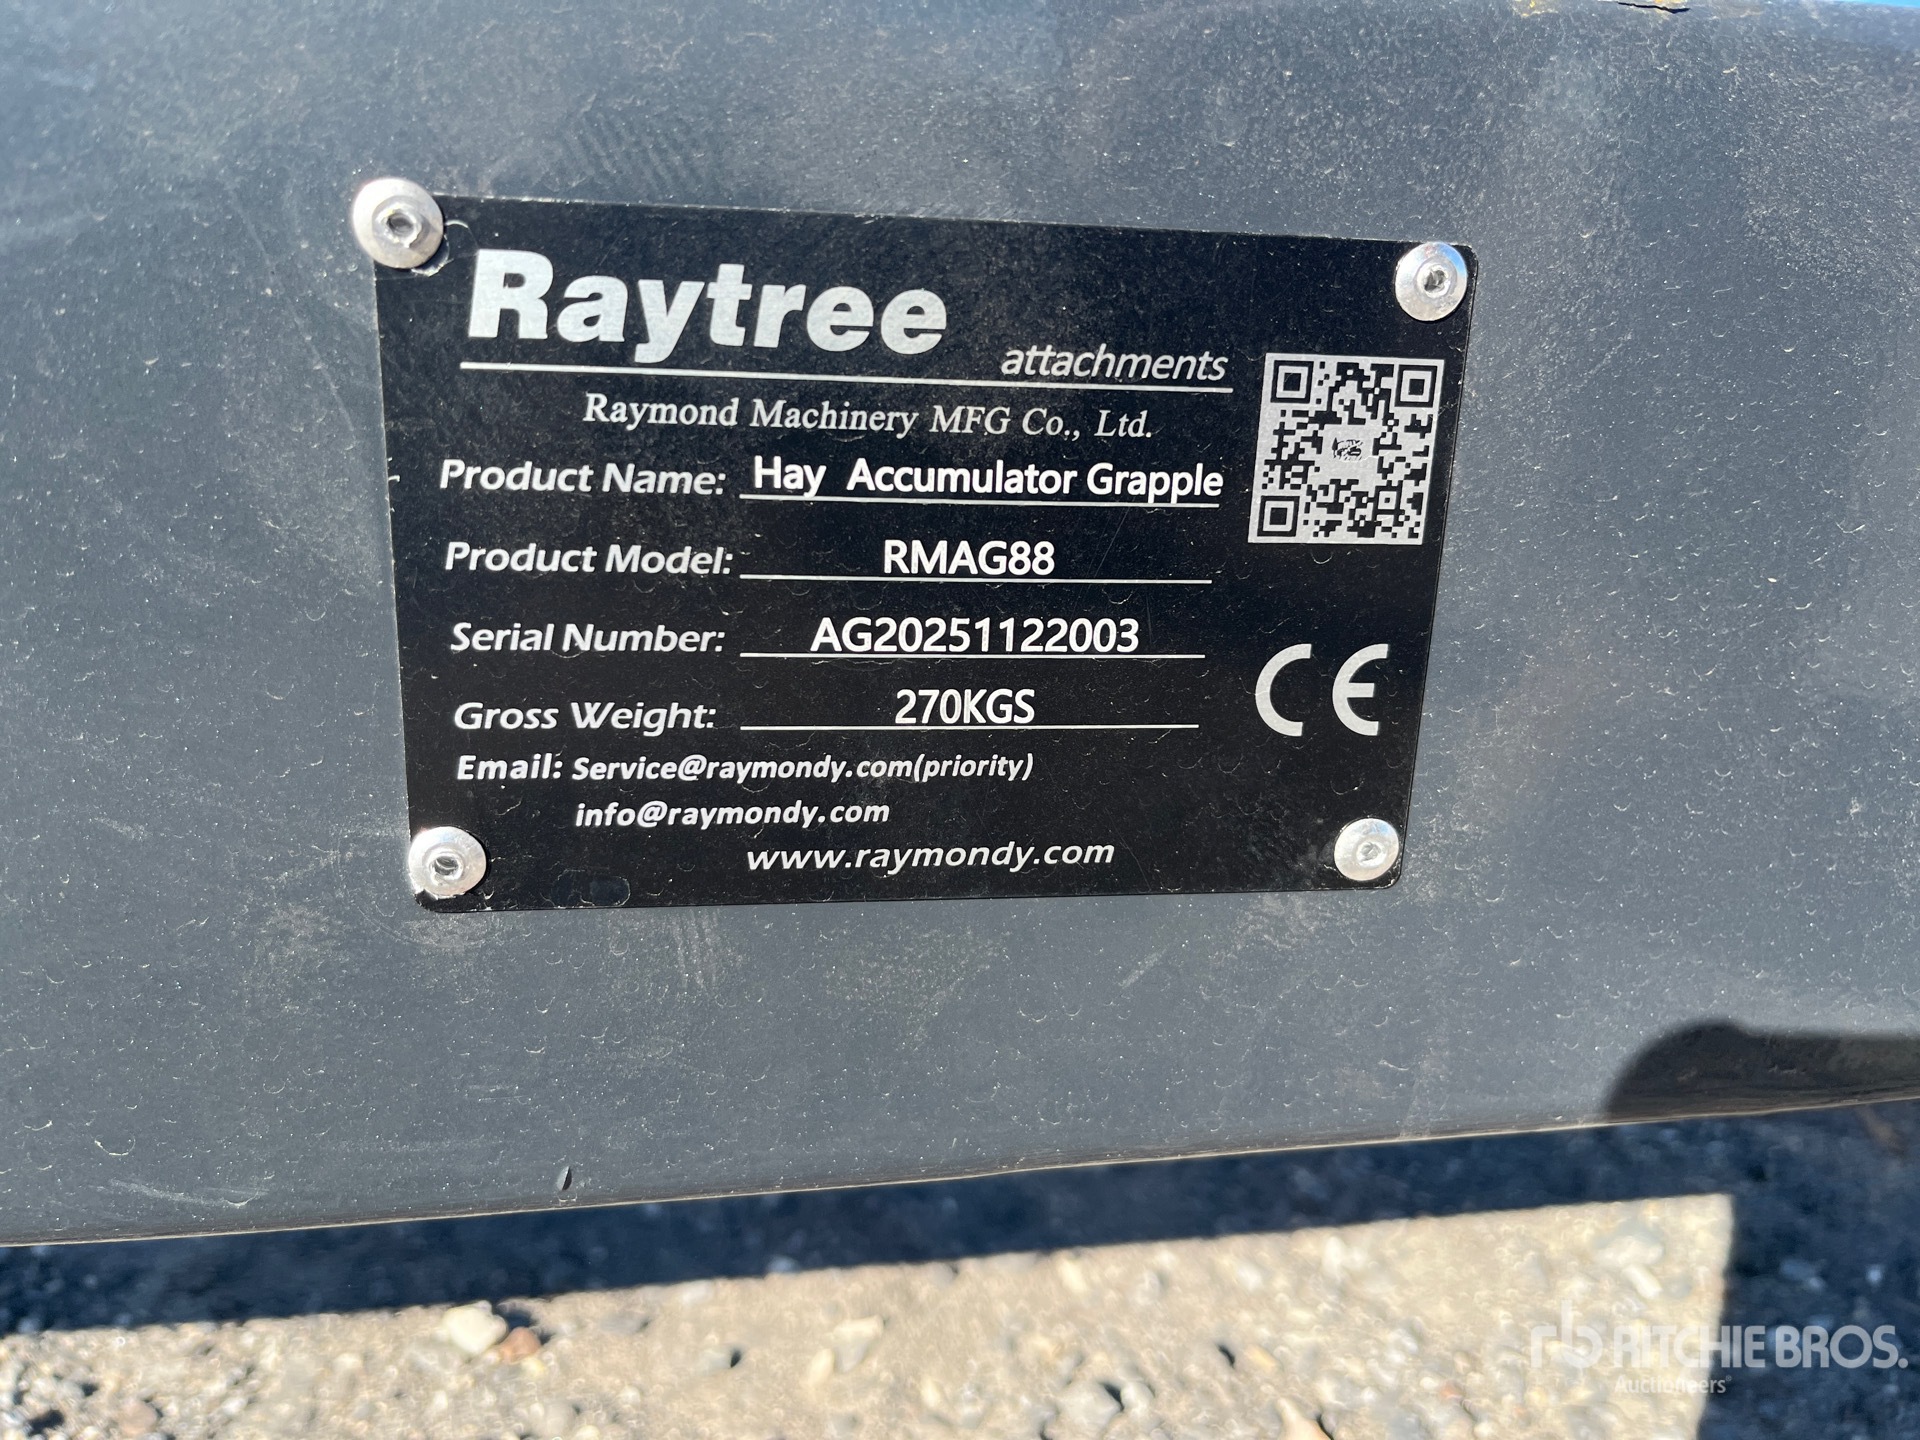 Raytree
attachments
Raymond Machinery MFG Co., Ltd.
Product Name: Hay Accumulator Grapple
Product Model: RMAG88
Serial Number: AG20251122003
Gross Weight: 270KGS
CE
Email: Service@raymondy.com(priority)
info@raymondy.com
www.raymondy.com
rb RITCHIE BROS.
Auctioneers